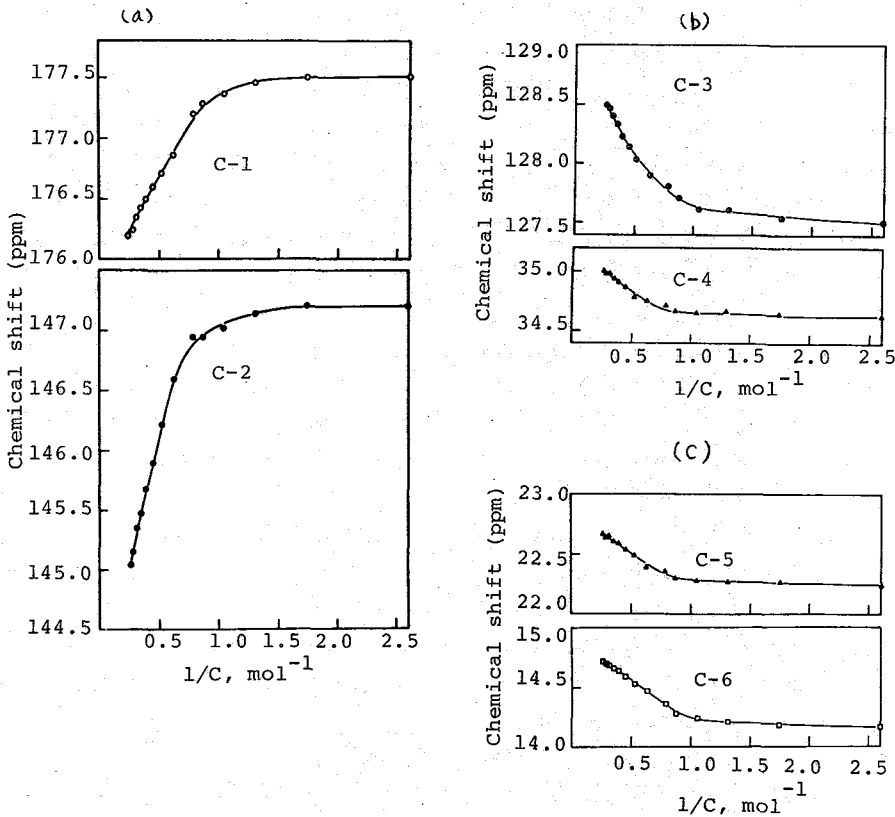 (a)
Chemical shift (ppm)
177.5
177.0
176.5
176.0
C-1
147.0
146.5
146.0
145.5
145.0
144.5
C-2
0.5 1.0 1.5 2.0 2.5
1/C, mol⁻¹
(b)
Chemical shift (ppm)
129.0
128.5
128.0
127.5
C-3
35.0
34.5
C-4
0.5 1.0 1.5 2.0 2.5
1/C, mol⁻¹
(C)
Chemical shift (ppm)
23.0
22.5
22.0
C-5
15.0
14.5
14.0
C-6
0.5 1.0 1.5 2.0 2.5
1/C, mol⁻¹